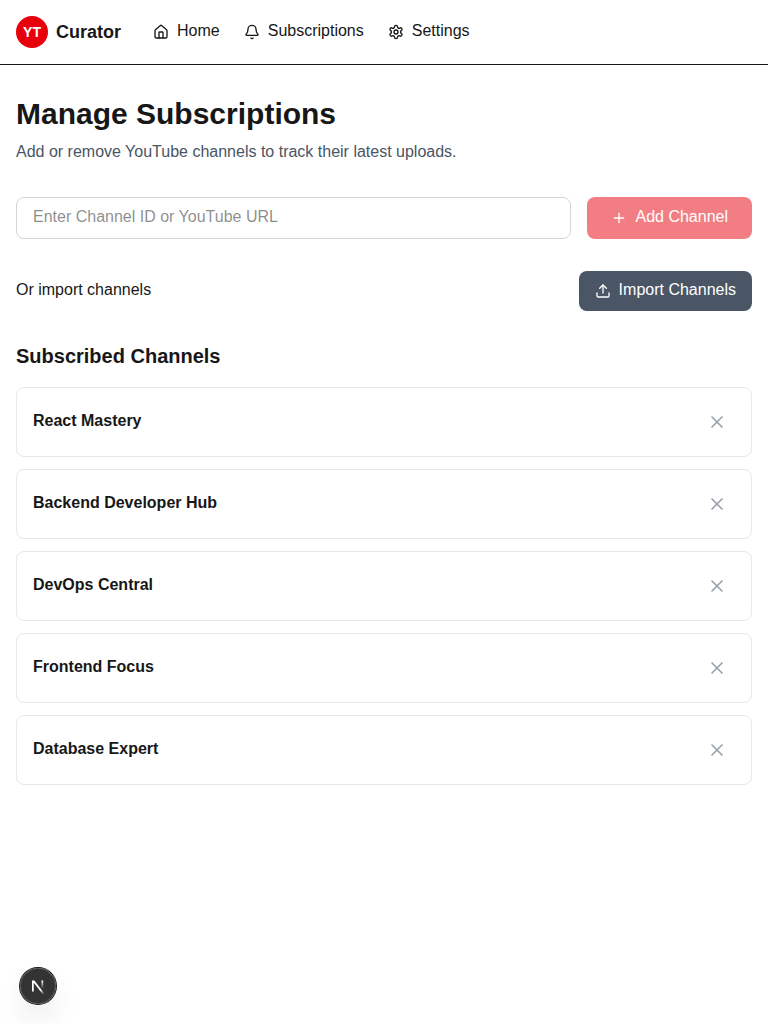 YT Curator Home Subscriptions Settings
Manage Subscriptions
Add or remove YouTube channels to track their latest uploads.
Enter Channel ID or YouTube URL
Add Channel
Or import channels
Import Channels
Subscribed Channels
React Mastery
Backend Developer Hub
DevOps Central
Frontend Focus
Database Expert
N